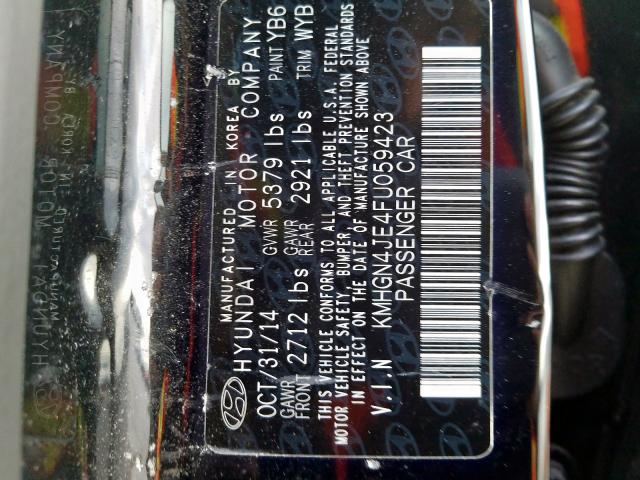 MANUFACTURED IN KOREA BY
HYUNDAI MOTOR COMPANY
OCT/31/14 GVWR 5379 lbs PAINT YB6
GAWR FRONT 2712 lbs GAWR REAR 2921 lbs TRIM WYB
THIS VEHICLE CONFORMS TO ALL APPLICABLE U.S.A. FEDERAL
MOTOR VEHICLE SAFETY BUMPER, AND THEFT PREVENTION STANDARDS
IN EFFECT ON THE DATE OF MANUFACTURE SHOWN ABOVE
V.I.N KMHGN4JE4FU059423
PASSENGER CAR